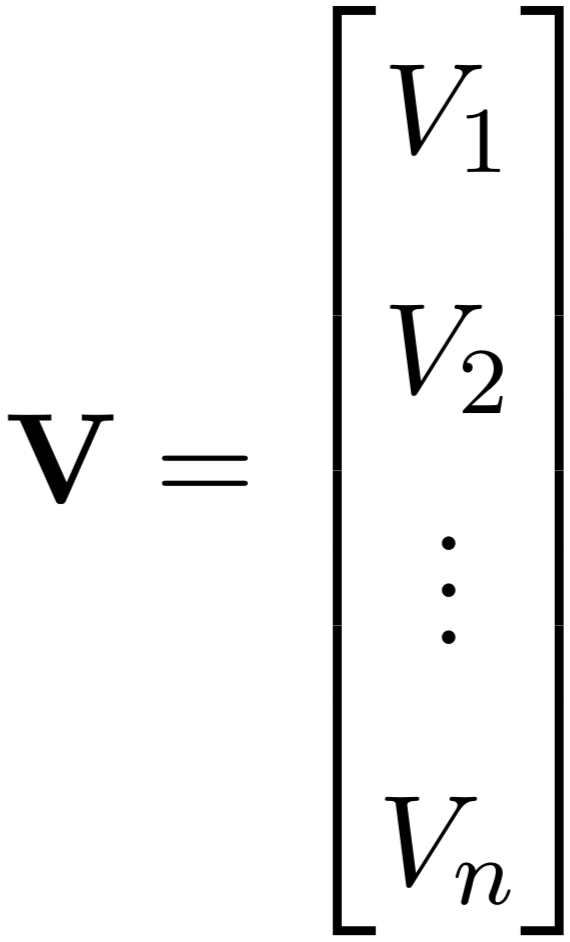 V₁
V₂
𝐕 =
⋮
Vₙ